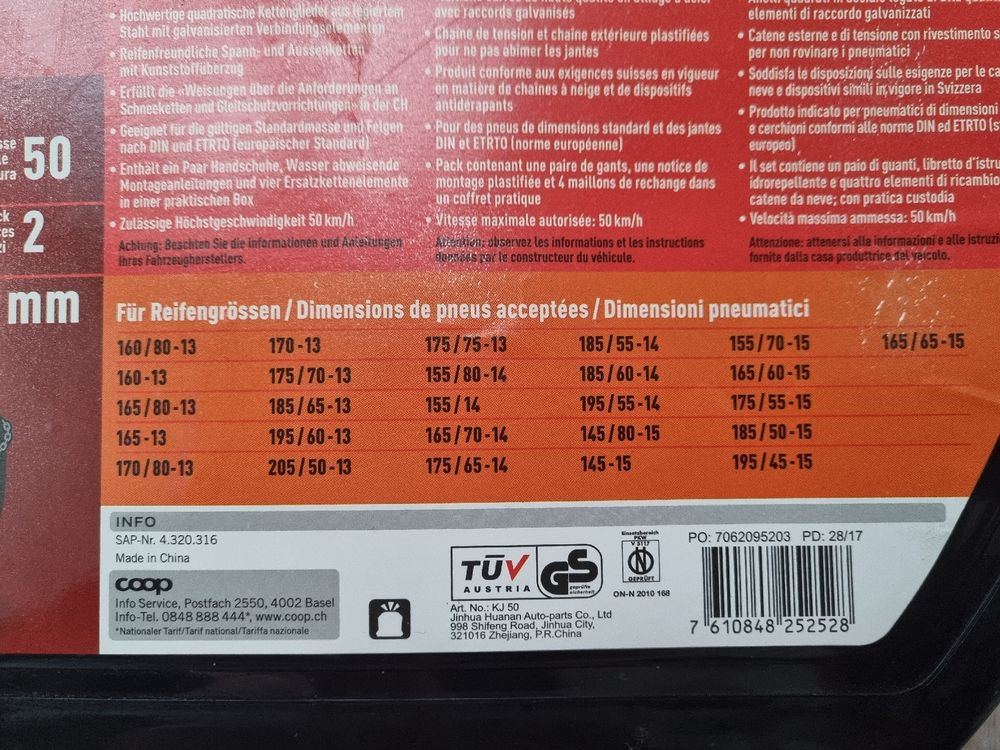 • Hochwertige quadratische Kettenglieder aus legiertem
Stahl mit galvanisierten Verbindungselementen
• Reifenfreundliche Spann- und Aussenketten
mit Kunststoffüberzug
• Erfüllt die «Weisungen über die Anforderungen an
Schneeketten und Gleitschutzvorrichtungen» in der CH
• Geeignet für die gültigen Standardmasse und Felgen
nach DIN und ETRTO (europäischer Standard)
• Enthält ein Paar Handschuhe, Wasser abweisende
Montageanleitungen und vier Ersatzkettenelemente
in einer praktischen Box
• Zulässige Höchstgeschwindigkeit 50 km/h
Achtung: Beachten Sie die Informationen und Anleitungen
Ihres Fahrzeugherstellers.
avec raccords galvanisés
• Chaîne de tension et chaîne extérieure plastifiées
pour ne pas abîmer les jantes
• Produit conforme aux exigences suisses en vigueur
en matière de chaînes à neige et de dispositifs
antidérapants
• Pour des pneus de dimensions standard et des jantes
DIN et ETRTO (norme européenne)
• Pack contenant une paire de gants, une notice de
montage plastifiée et 4 maillons de rechange dans
un coffret pratique
• Vitesse maximale autorisée: 50 km/h
Attention: observez les informations et les instructions
données par le constructeur du véhicule.
elementi di raccordo galvanizzati
• Catene esterne e di tensione con rivestimento s
per non rovinare i pneumatici
• Soddisfa le disposizioni sulle esigenze per le ca
neve e dispositivi simili in vigore in Svizzera
• Prodotto indicato per pneumatici di dimensioni
e cerchioni conformi alle norme DIN ed ETRTO (s
europeo)
• Il set contiene un paio di guanti, libretto d'istru
idrorepellente e quattro elementi di ricambio
catene da neve; con pratica custodia
• Velocità massima ammessa: 50 km/h
Attenzione: attenersi alle informazioni e alle istruzi
fornite dalla casa produttrice del veicolo.
50
2
mm
Für Reifengrössen / Dimensions de pneus acceptées / Dimensioni pneumatici
160/80-13 170-13 175/75-13 185/55-14 155/70-15 165/65-15
160-13 175/70-13 155/80-14 185/60-14 165/60-15
165/80-13 185/65-13 155/14 195/55-14 175/55-15
165-13 195/60-13 165/70-14 145/80-15 185/50-15
170/80-13 205/50-13 175/65-14 145-15 195/45-15
INFO
SAP-Nr. 4.320.316
Made in China
coop
Info Service, Postfach 2550, 4002 Basel
Info-Tel. 0848 888 444*, www.coop.ch
*Nationaler Tarif/Tarif national/Tariffa nazionale
TÜV
AUSTRIA
GS
geprüfte
sicherheit
Art. No.: KJ 50
Jinhua Huanan Auto-parts Co., Ltd
998 Shifeng Road, Jinhua City,
321016 Zhejiang, P.R.China
Einsatzbereich
PKW
V 5117
N
GEPRÜFT
ON-N 2010 168
PO: 7062095203 PD: 28/17
7 610848 252528